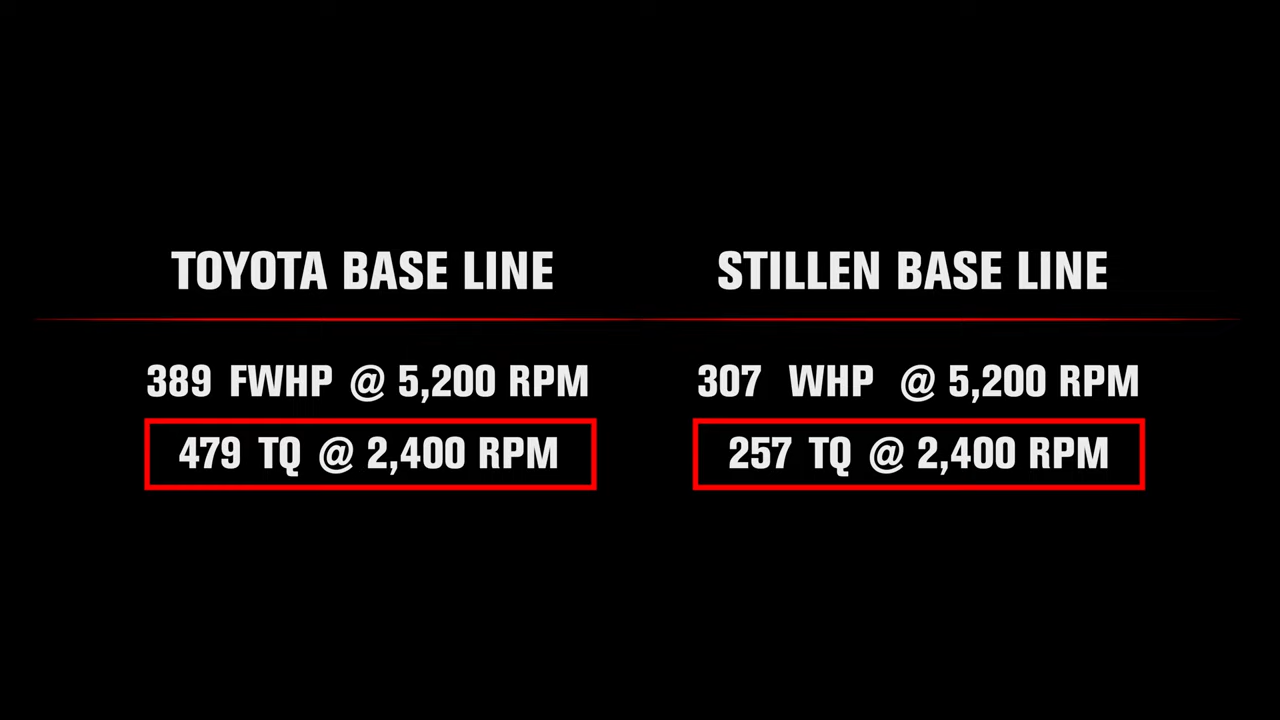 TOYOTA BASE LINE
389 FWHP @ 5,200 RPM
479 TQ @ 2,400 RPM
STILLEN BASE LINE
307 WHP @ 5,200 RPM
257 TQ @ 2,400 RPM